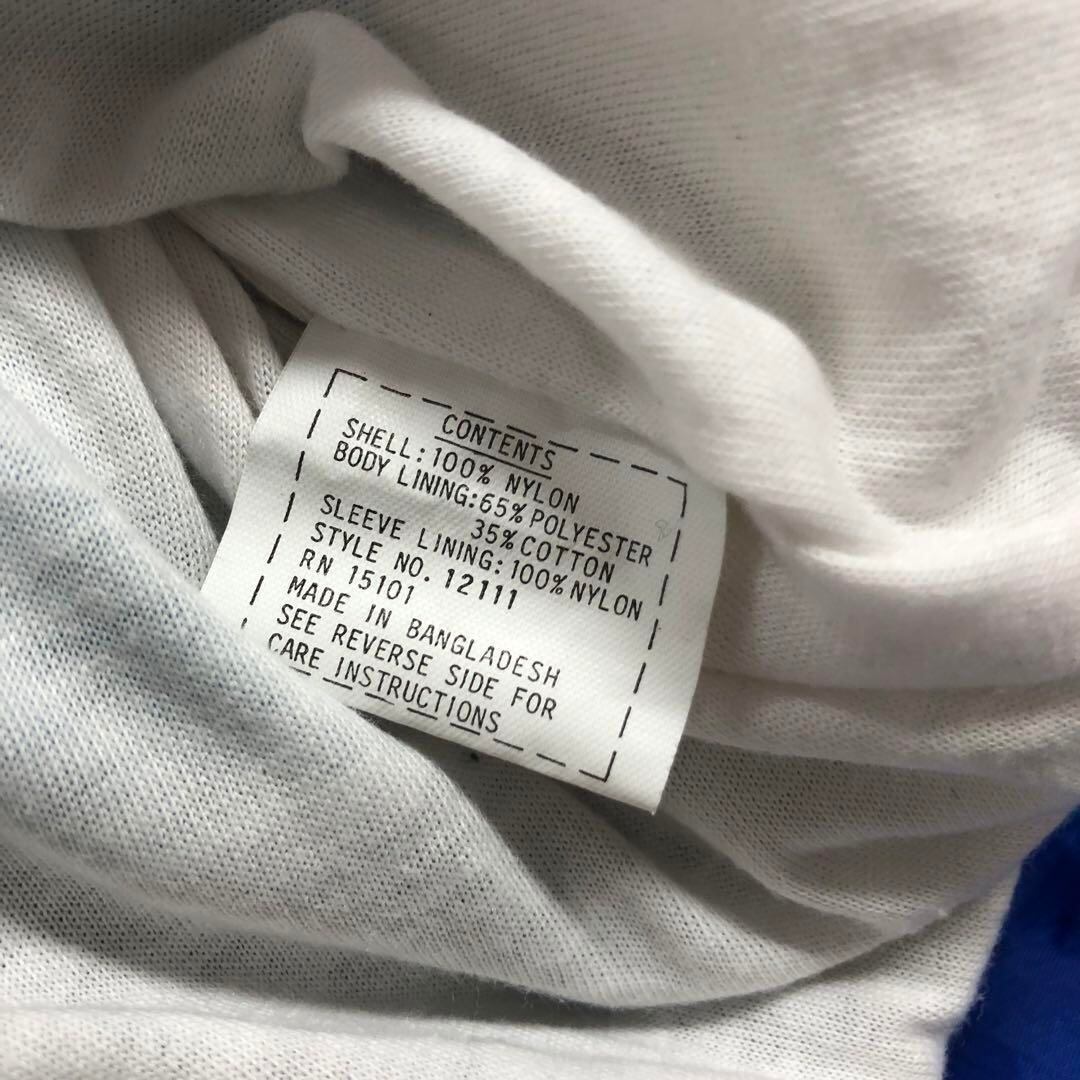 CONTENTS
SHELL:100% NYLON
BODY LINING:65% POLYESTER
35% COTTON
SLEEVE LINING:100% NYLON
STYLE NO. 12111
RN 15101
MADE IN BANGLADESH
SEE REVERSE SIDE FOR
CARE INSTRUCTIONS